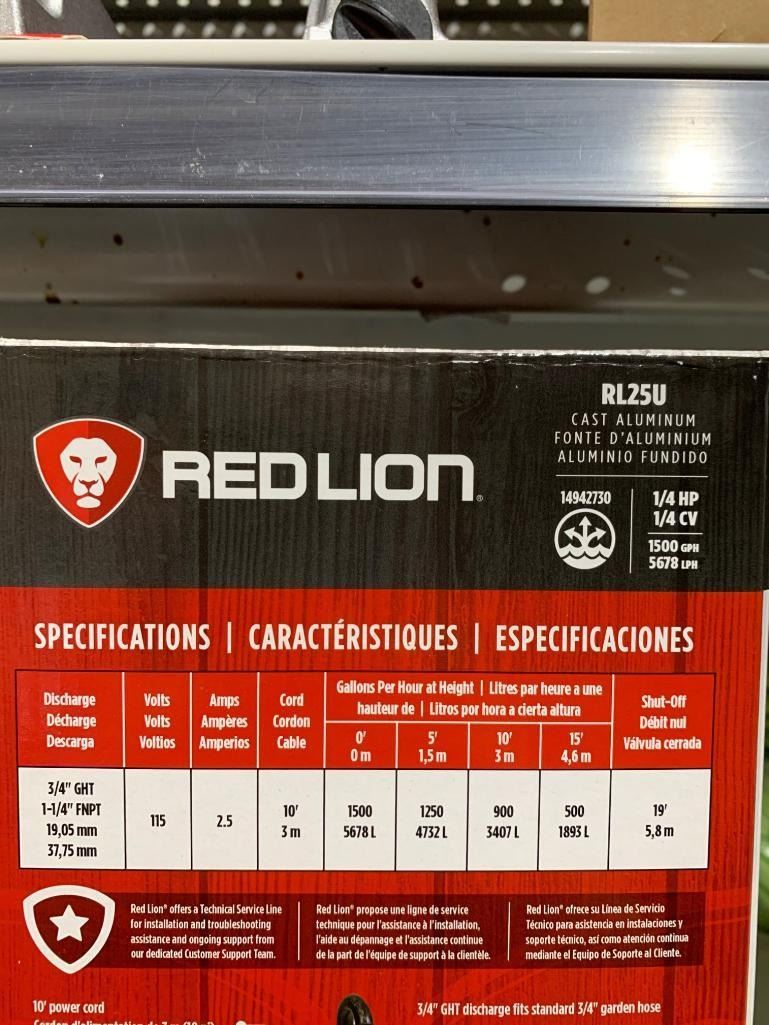 RED LION®
RL25U
CAST ALUMINUM
FONTE D'ALUMINIUM
ALUMINIO FUNDIDO
14942730
1/4 HP
1/4 CV
1500 GPH
5678 LPH
SPECIFICATIONS | CARACTÉRISTIQUES | ESPECIFICACIONES
Discharge
Décharge
Descarga
Volts
Volts
Voltios
Amps
Ampères
Amperios
Cord
Cordon
Cable
Gallons Per Hour at Height | Litres par heure a une
hauteur de | Litros por hora a cierta altura
0'
0 m
5'
1,5 m
10'
3 m
15'
4,6 m
Shut-Off
Débit nul
Válvula cerrada
3/4" GHT
1-1/4" FNPT
19,05 mm
37,75 mm
115
2.5
10'
3 m
1500
5678 L
1250
4732 L
900
3407 L
500
1893 L
19'
5,8 m
Red Lion® offers a Technical Service Line
for installation and troubleshooting
assistance and ongoing support from
our dedicated Customer Support Team.
Red Lion® propose une ligne de service
technique pour l'assistance à l'installation,
l'aide au dépannage et l'assistance continue
de la part de l'équipe de support à la clientèle.
Red Lion® ofrece su Línea de Servicio
Técnico para asistencia en instalaciones y
soporte técnico, así como atención continua
mediante el Equipo de Soporte al Cliente.
10' power cord
Cordon d'alimentation de 3 m (10 pi)
3/4" GHT discharge fits standard 3/4" garden hose